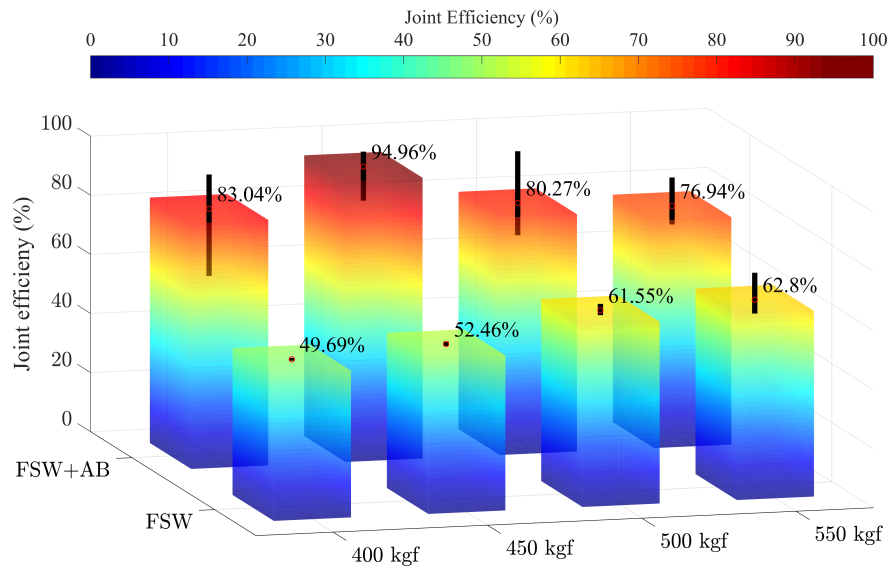 Joint Efficiency (%)
0 10 20 30 40 50 60 70 80 90 100
Joint efficieny (%)
100
80
60
40
20
0
83.04%
94.96%
80.27%
76.94%
49.69%
52.46%
61.55%
62.8%
FSW+AB
FSW
400 kgf
450 kgf
500 kgf
550 kgf